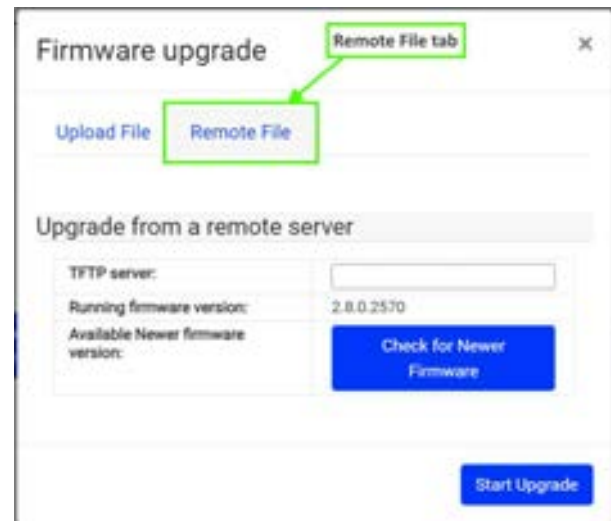 Firmware upgrade
Remote File tab
×
Upload File
Remote File
Upgrade from a remote server
TFTP server:
Running firmware version:
2.8.0.2570
Available Newer firmware
version:
Check for Newer
Firmware
Start Upgrade